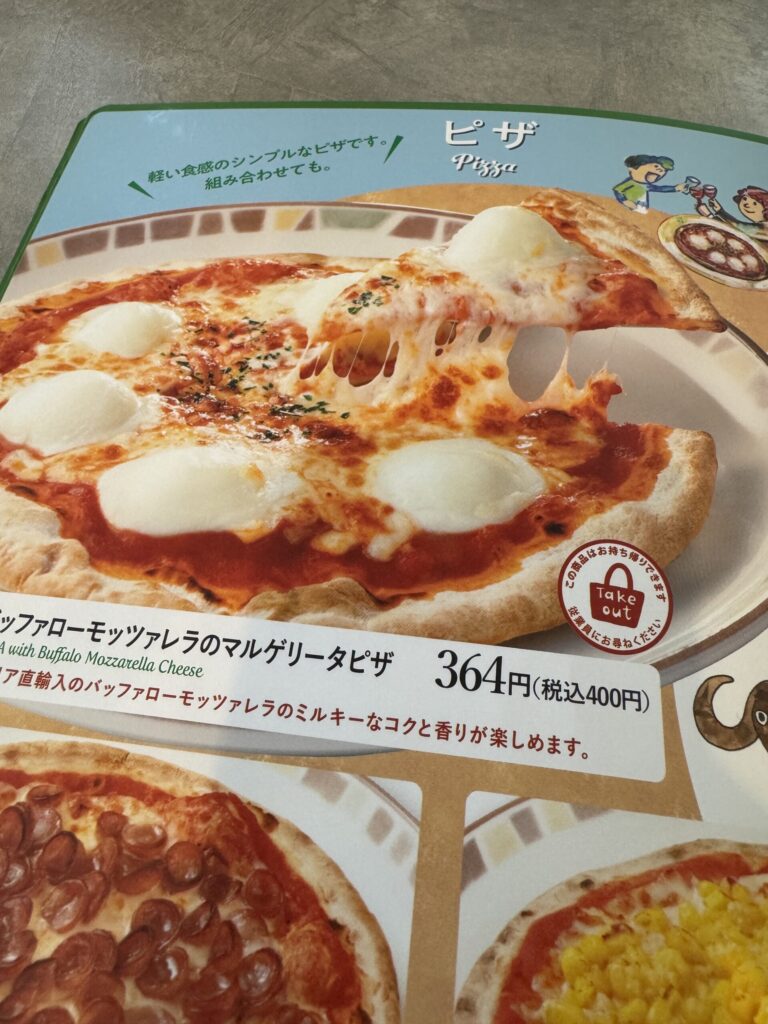 ピザ
Pizza
軽い食感のシンプルなピザです。
組み合わせても。
この商品はお持ち帰りできます
Take
out
従業員にお尋ねください
バッファローモッツァレラのマルゲリータピザ 364円(税込400円)
with Buffalo Mozzarella Cheese
リア直輸入のバッファローモッツァレラのミルキーなコクと香りが楽しめます。